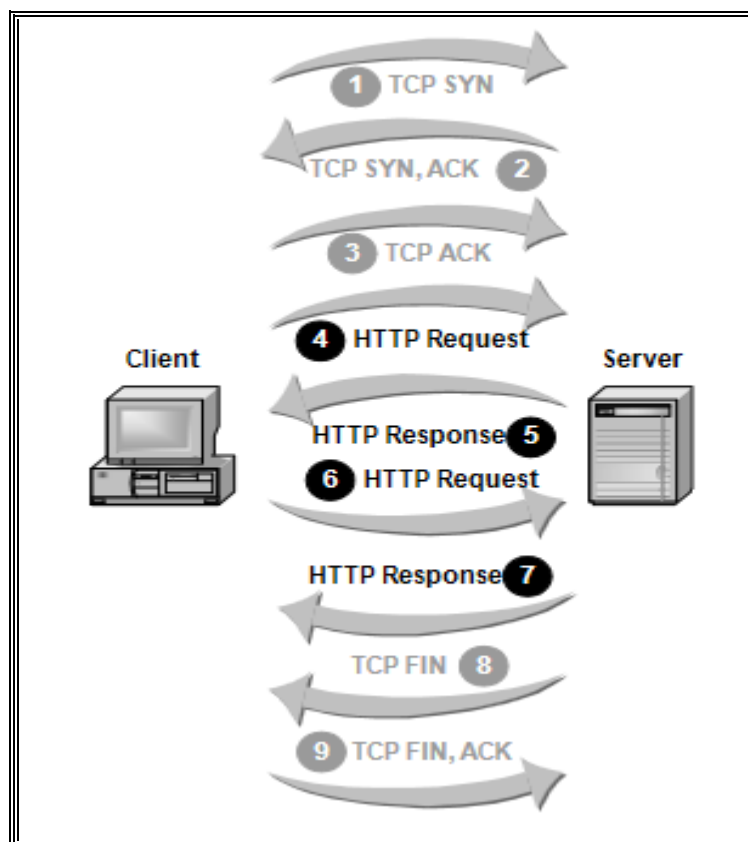 1 TCP SYN
TCP SYN, ACK 2
3 TCP ACK
4 HTTP Request
Client
Server
HTTP Response 5
6 HTTP Request
HTTP Response 7
TCP FIN 8
9 TCP FIN, ACK